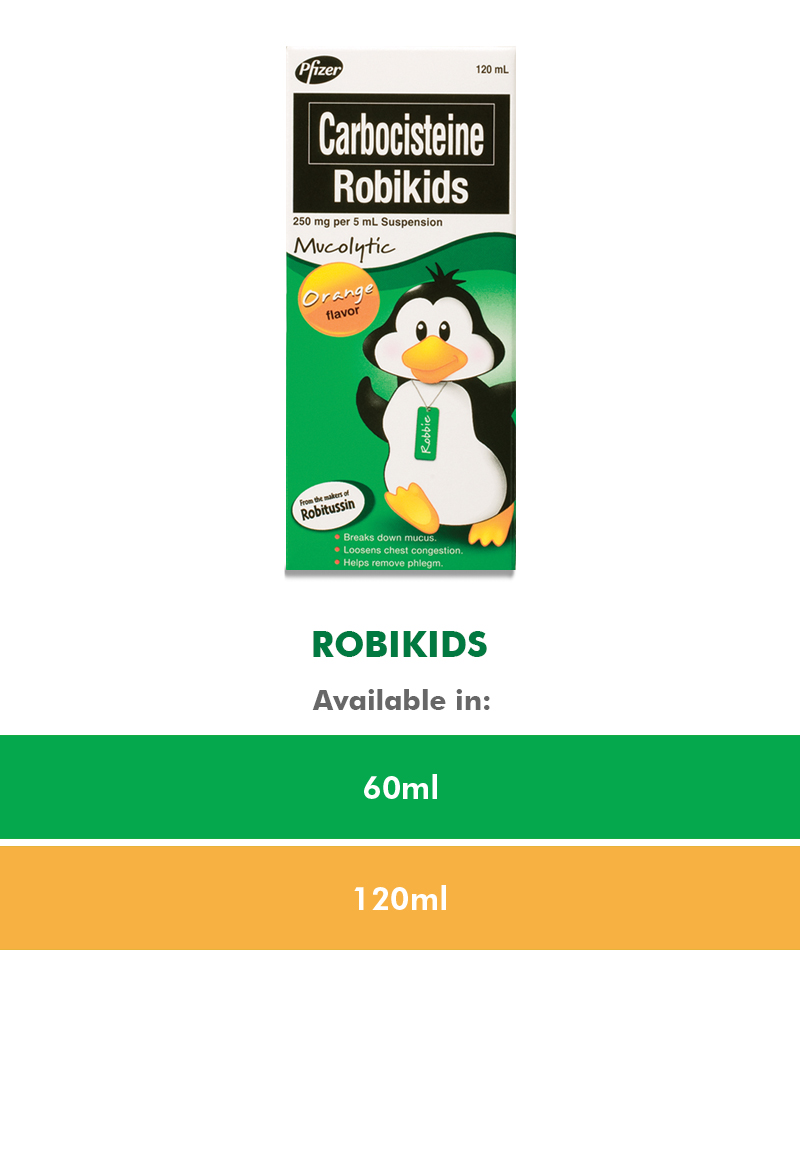 Pfizer
120 mL
Carbocisteine
Robikids
250 mg per 5 mL Suspension
Mucolytic
Orange
flavor
Robbie
From the makers of
Robitussin
Breaks down mucus.
Loosens chest congestion.
Helps remove phlegm.
ROBIKIDS
Available in:
60ml
120ml